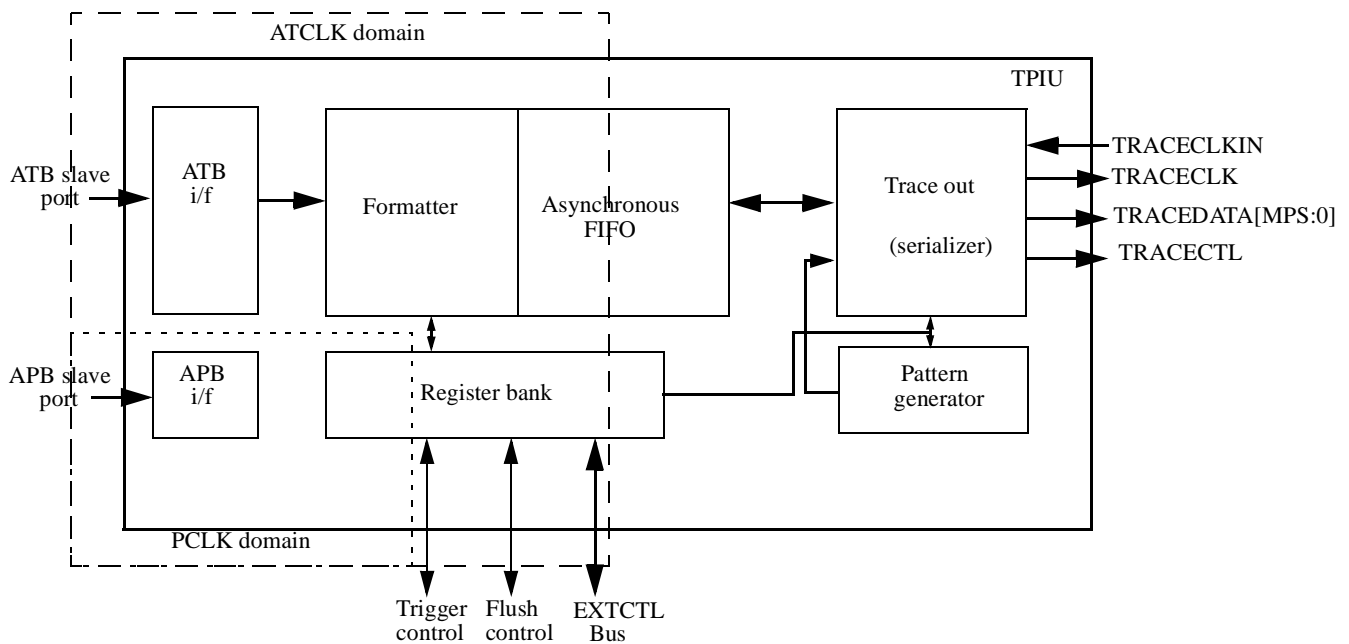 ATCLK domain
TPIU
ATB slave
port
ATB
i/f
Formatter
Asynchronous
FIFO
Trace out
(serializer)
TRACECLKIN
TRACECLK
TRACEDATA[MPS:0]
TRACECTL
APB slave
port
APB
i/f
Register bank
Pattern
generator
PCLK domain
Trigger
control
Flush
control
EXTCTL
Bus